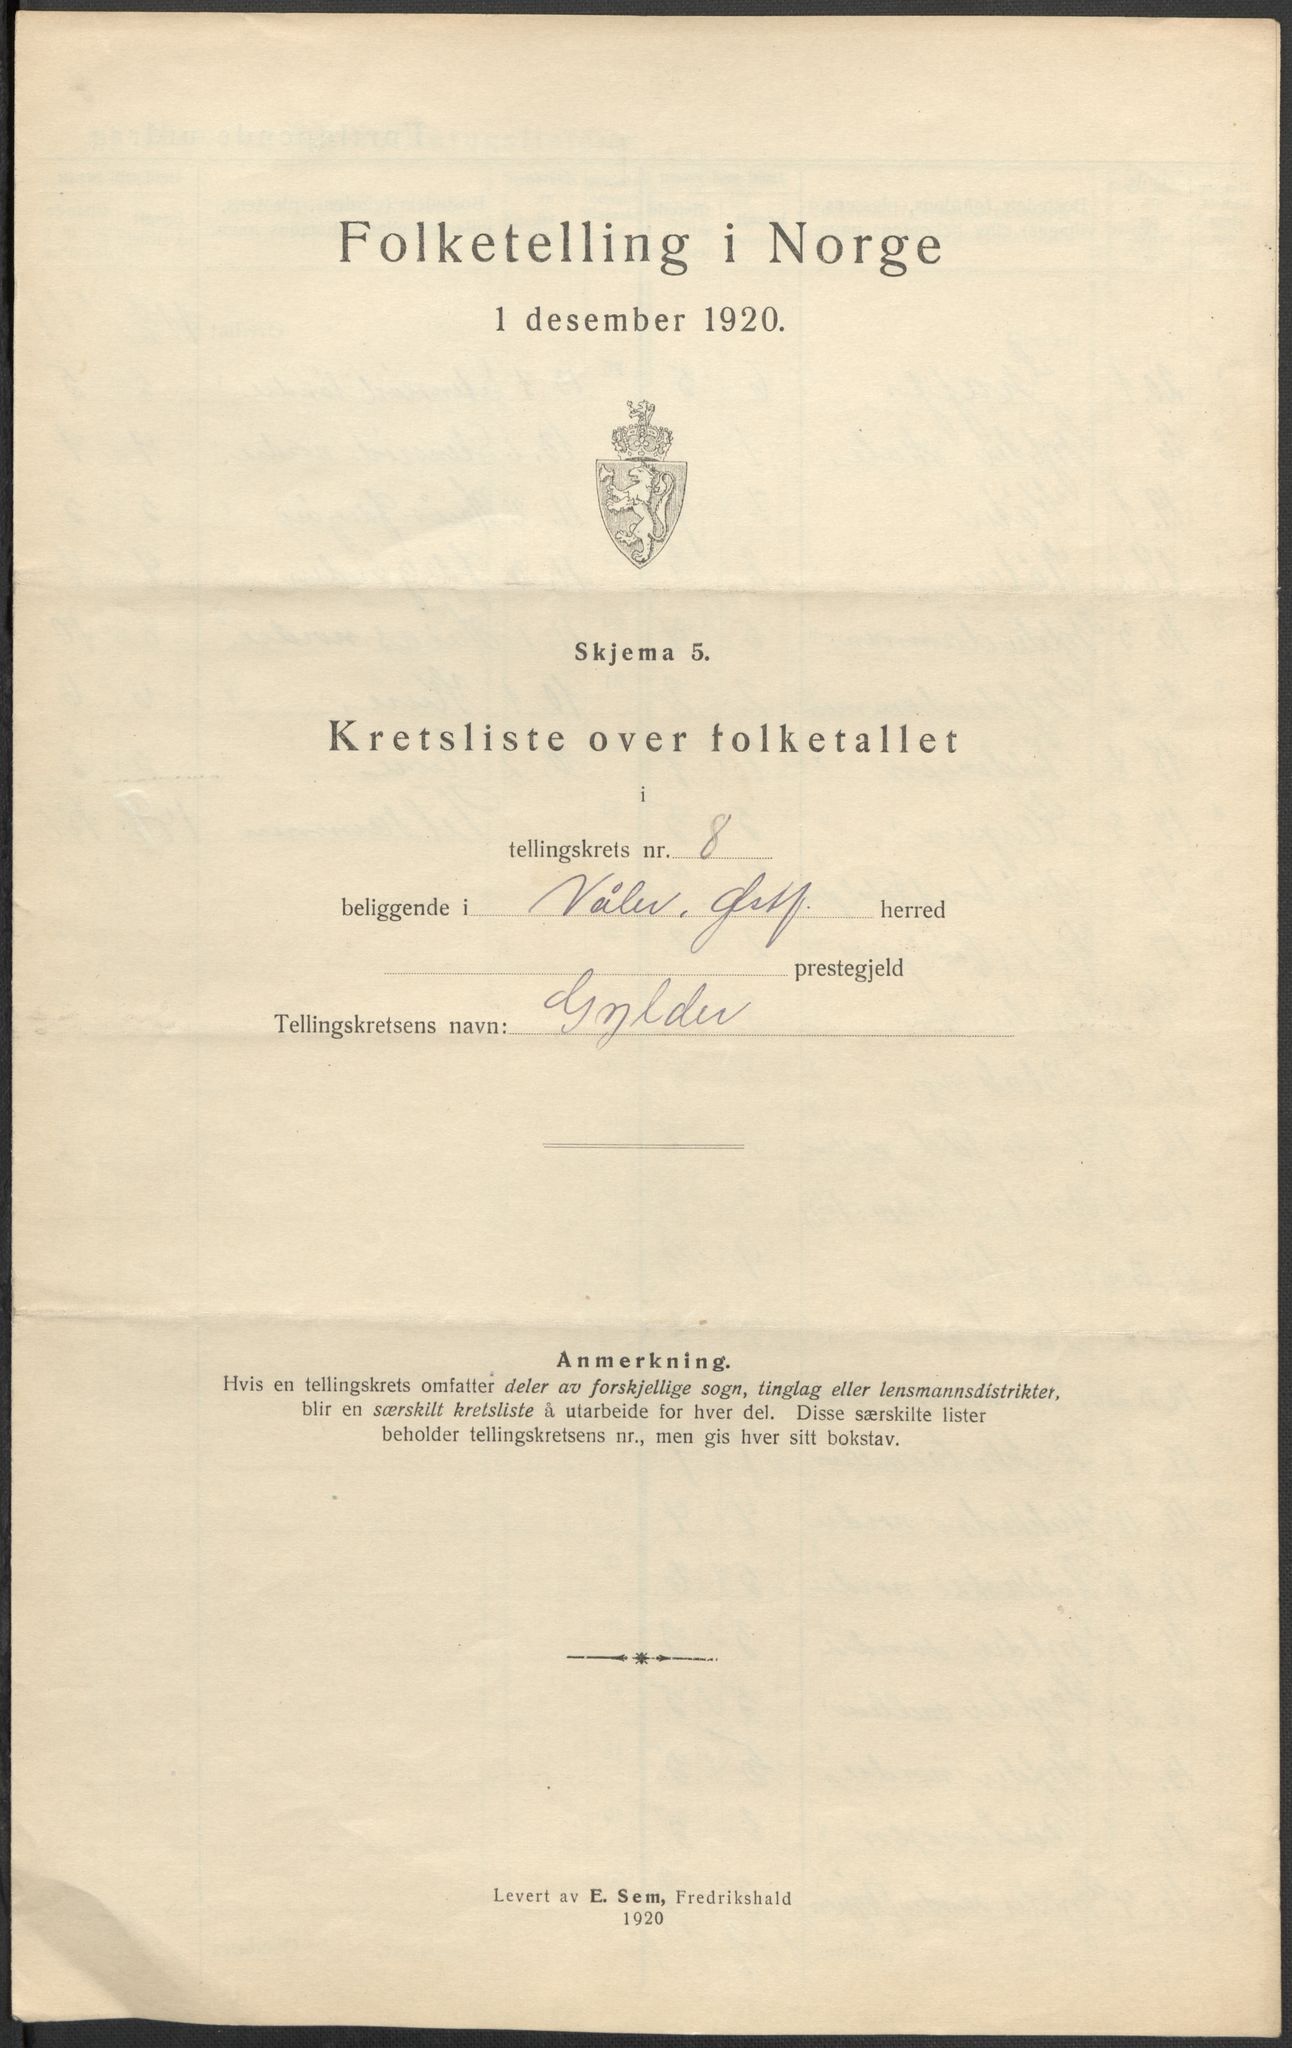 Folketelling i Norge
1 desember 1920.
Skjema 5.
Kretsliste over folketallet
i
tellingskrets nr. 8
beliggende i Våler, Østf. herred
prestegjeld
Tellingskretsens navn: Gylder
Anmerkning.
Hvis en tellingskrets omfatter deler av forskjellige sogn, tinglag eller lensmannsdistrikter,
blir en særskilt kretsliste å utarbeide for hver del. Disse særskilte lister
beholder tellingskretsens nr., men gis hver sitt bokstav.
Levert av E. Sem, Fredrikshald
1920